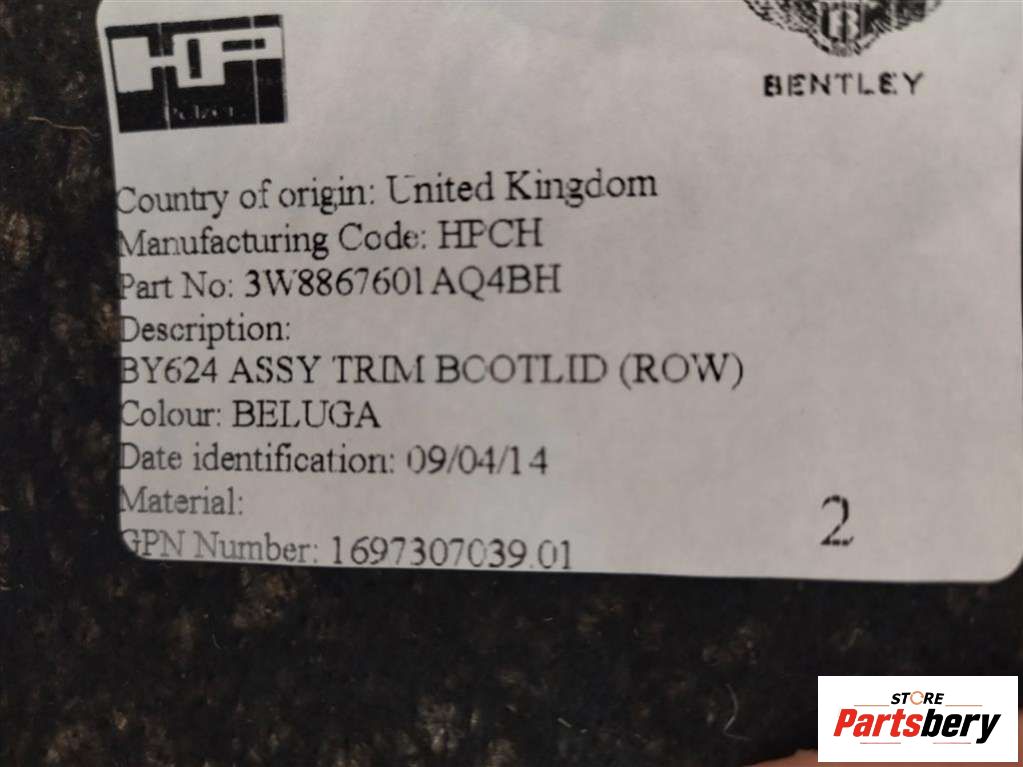 HP
BENTLEY
Country of origin: United Kingdom
Manufacturing Code: HPCH
Part No: 3W8867601AQ4BH
Description:
BY624 ASSY TRIM BOOTLID (ROW)
Colour: BELUGA
Date identification: 09/04/14
Material:
2
GPN Number: 1697307039.01
STORE
Partsbery